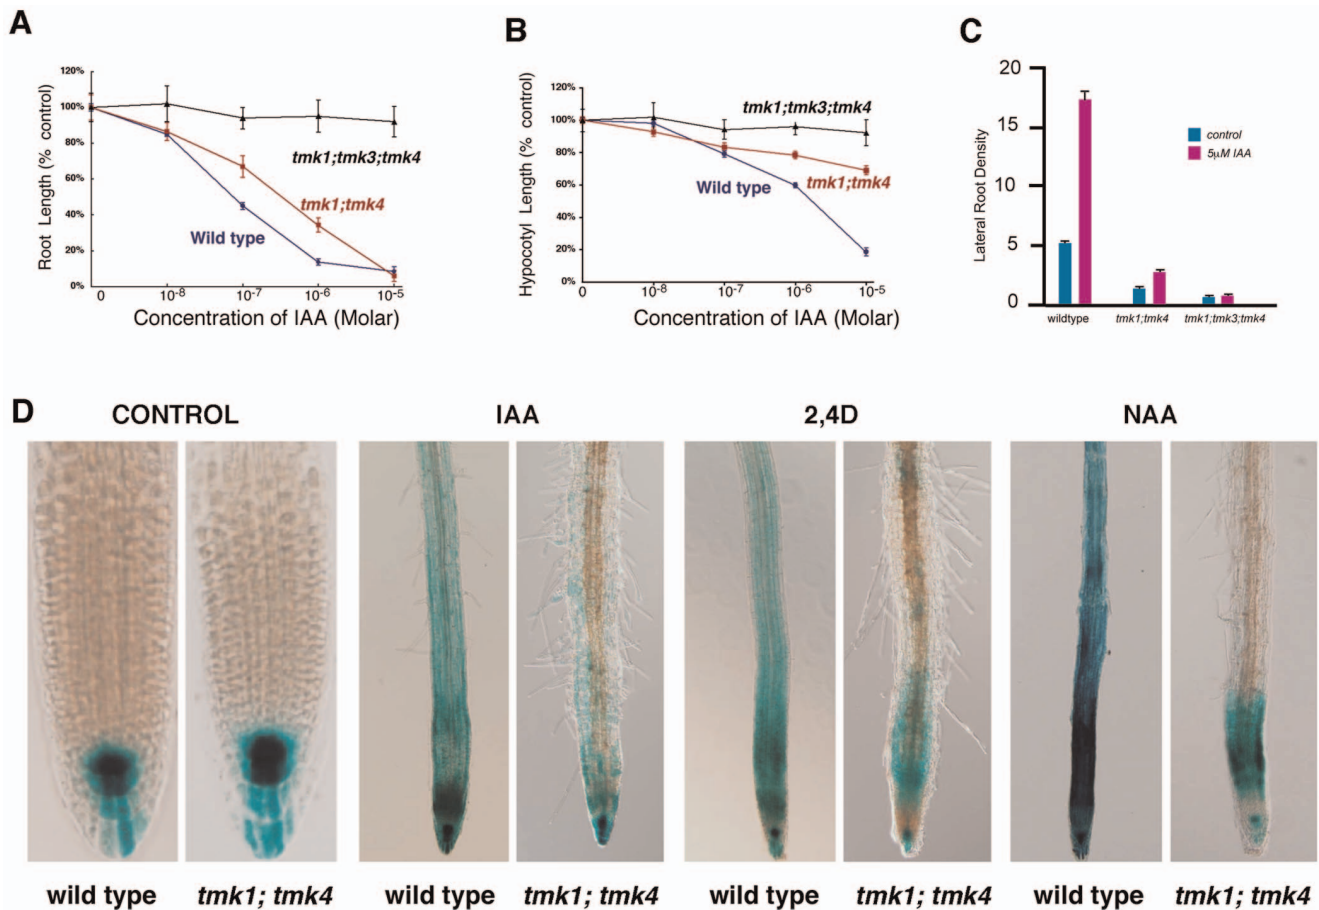 A
Root Length (% control)
120%
100%
80%
60%
40%
20%
0%
tmk1;tmk3;tmk4
tmk1;tmk4
Wild type
0 10-8 10-7 10-6 10-5
Concentration of IAA (Molar)
B
Hypocotyl Length (% control)
120%
100%
80%
60%
40%
20%
0%
tmk1;tmk3;tmk4
Wild type
tmk1;tmk4
0 10-8 10-7 10-6 10-5
Concentration of IAA (Molar)
C
Lateral Root Density
20
15
10
5
0
control
5μM IAA
wildtype tmk1;tmk4 tmk1;tmk3;tmk4
D
CONTROL IAA 2,4D NAA
wild type tmk1; tmk4 wild type tmk1; tmk4 wild type tmk1; tmk4 wild type tmk1; tmk4